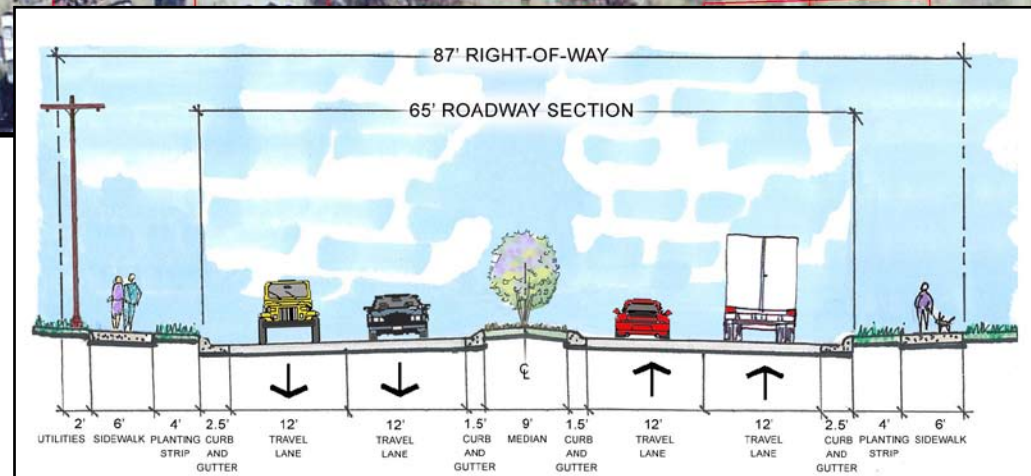 87' RIGHT-OF-WAY
65' ROADWAY SECTION
℄
2' 6' 4' 2.5' 12' 12' 1.5' 9' 1.5' 12' 12' 2.5' 4' 6'
UTILITIES SIDEWALK PLANTING CURB TRAVEL TRAVEL CURB MEDIAN CURB TRAVEL TRAVEL CURB PLANTING SIDEWALK
STRIP AND LANE LANE AND AND LANE LANE AND STRIP
GUTTER GUTTER GUTTER GUTTER